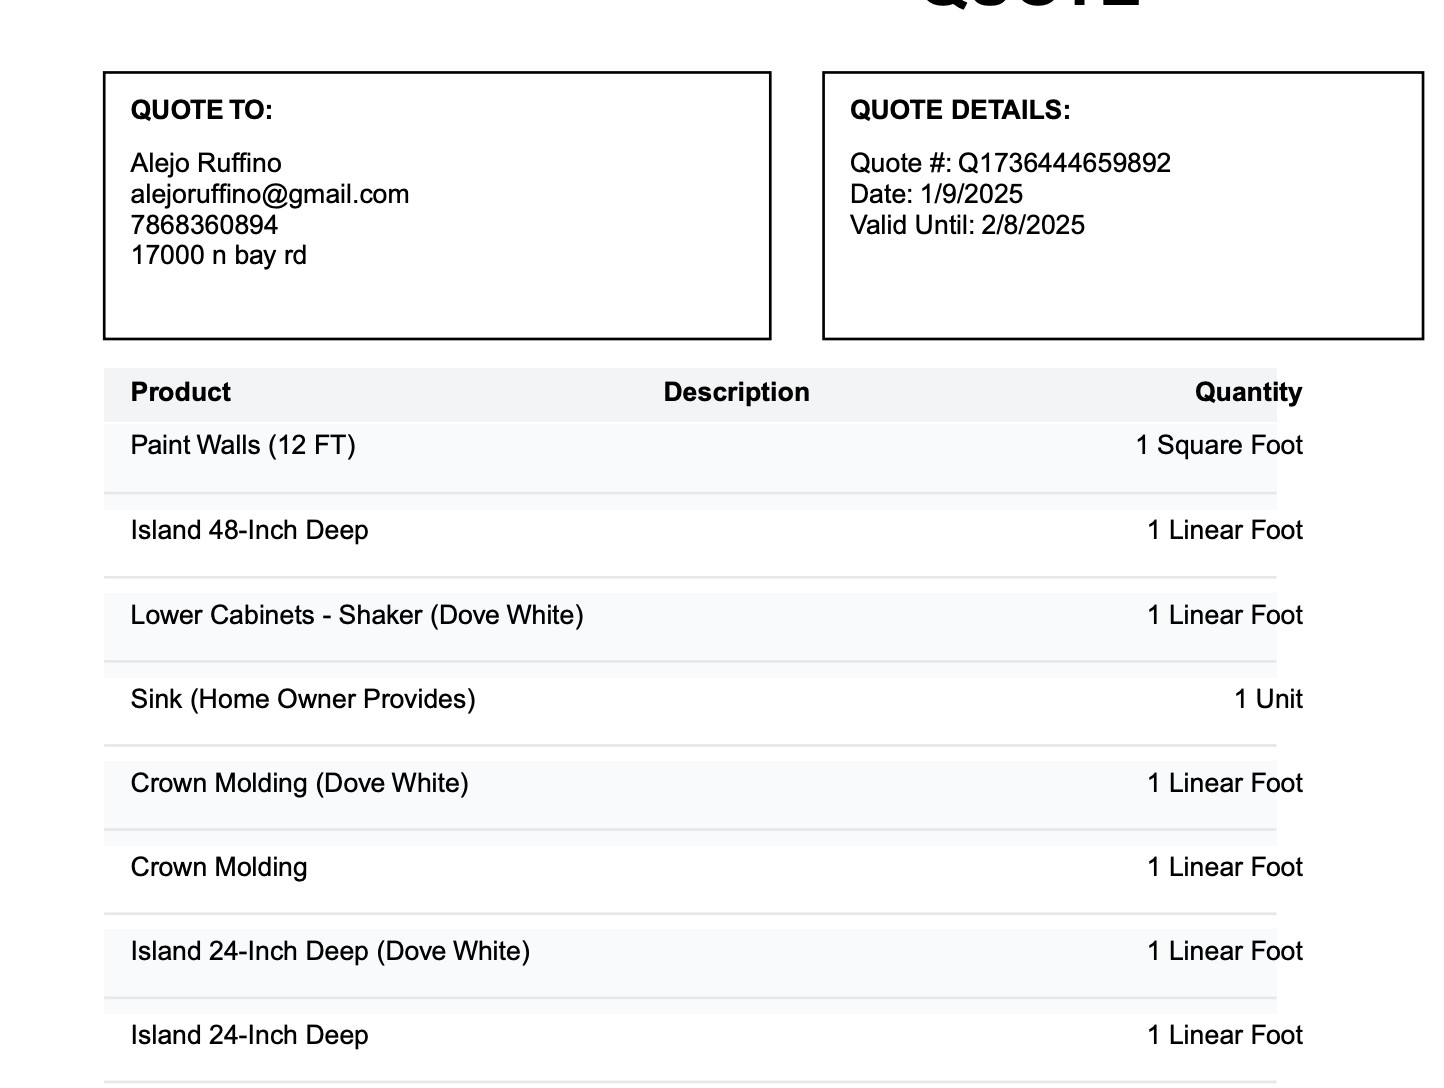 QUOTE
QUOTE TO:
Alejo Ruffino
alejoruffino@gmail.com
7868360894
17000 n bay rd
QUOTE DETAILS:
Quote #: Q1736444659892
Date: 1/9/2025
Valid Until: 2/8/2025
Product Description Quantity
Paint Walls (12 FT) 1 Square Foot
Island 48-Inch Deep 1 Linear Foot
Lower Cabinets - Shaker (Dove White) 1 Linear Foot
Sink (Home Owner Provides) 1 Unit
Crown Molding (Dove White) 1 Linear Foot
Crown Molding 1 Linear Foot
Island 24-Inch Deep (Dove White) 1 Linear Foot
Island 24-Inch Deep 1 Linear Foot